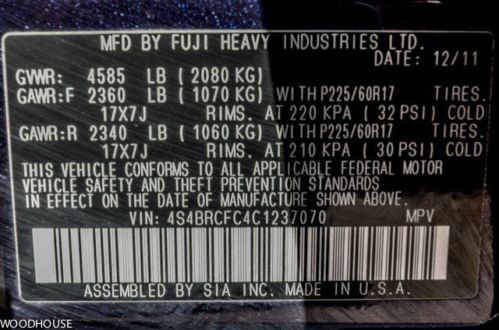 MFD BY FUJI HEAVY INDUSTRIES LTD.
DATE: 12/11
GVWR: 4585 LB (2080 KG)
GAWR:F 2360 LB (1070 KG) WITH P225/60R17 TIRES.
17X7J RIMS. AT 220 KPA (32 PSI) COLD
GAWR:R 2340 LB (1060 KG) WITH P225/60R17 TIRES.
17X7J RIMS. AT 210 KPA (30 PSI) COLD
THIS VEHICLE CONFORMS TO ALL APPLICABLE FEDERAL MOTOR
VEHICLE SAFETY AND THEFT PREVENTION STANDARDS
IN EFFECT ON THE DATE OF MANUFACTURE SHOWN ABOVE.
VIN: 4S4BRCFC4C1237070 MPV
ASSEMBLED BY SIA INC. MADE IN U.S.A.
WOODHOUSE